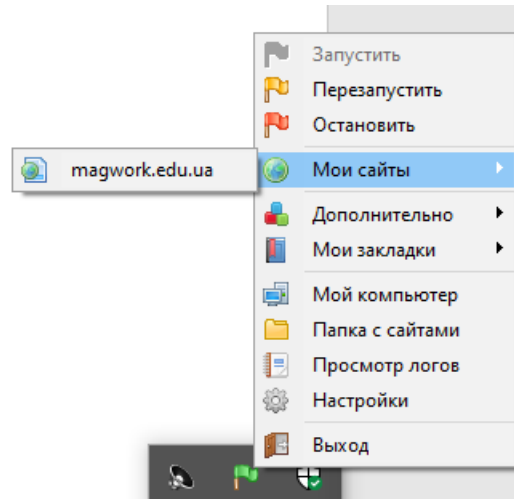 Запустить
Перезапустить
Остановить
magwork.edu.ua
Мои сайты
Дополнительно
Мои закладки
Мой компьютер
Папка с сайтами
Просмотр логов
Настройки
Выход